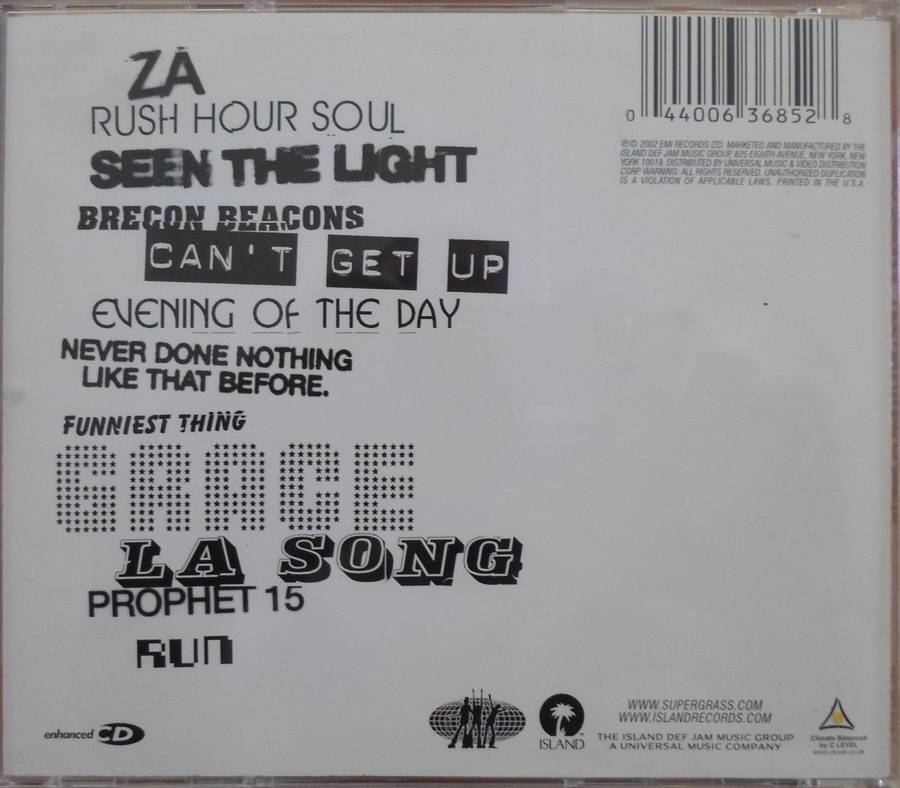 ZA
RUSH HOUR SOUL
SEEN THE LIGHT
BRECON BEACONS
CAN'T GET UP
EVENING OF THE DAY
NEVER DONE NOTHING
LIKE THAT BEFORE.
FUNNIEST THING
GRACE
LA SONG
PROPHET 15
RUN
0 44006 36852 8
℗© 2002 EMI RECORDS LTD. MARKETED AND MANUFACTURED BY THE
ISLAND DEF JAM MUSIC GROUP, 825 EIGHTH AVENUE, NEW YORK, NEW
YORK 10019. DISTRIBUTED BY UNIVERSAL MUSIC & VIDEO DISTRIBUTION
CORP. WARNING: ALL RIGHTS RESERVED. UNAUTHORIZED DUPLICATION
IS A VIOLATION OF APPLICABLE LAWS. PRINTED IN THE U.S.A.
enhanced CD
ISLAND™
WWW.SUPERGRASS.COM
WWW.ISLANDRECORDS.COM
THE ISLAND DEF JAM MUSIC GROUP
A UNIVERSAL MUSIC COMPANY
Climate Balanced
by C LEVEL
www.clevel.co.uk